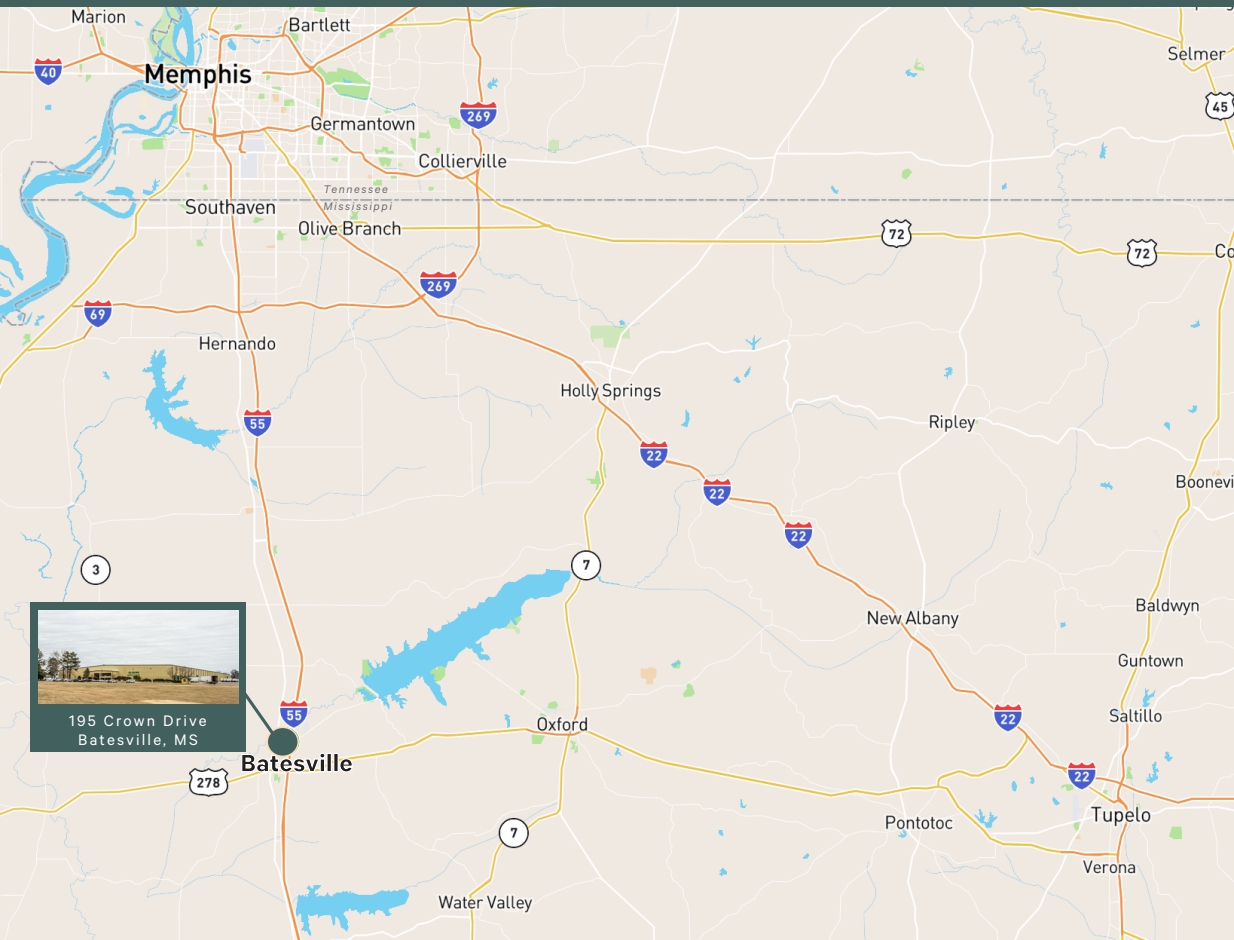 Marion
Bartlett
Selmer
40
Memphis
45
269
Germantown
Collierville
Tennessee
Mississippi
Southaven
Olive Branch
72
72
Co
269
69
Hernando
Holly Springs
55
Ripley
22
Boonevi
22
22
7
3
Baldwyn
New Albany
Guntown
55
Saltillo
22
195 Crown Drive
Batesville, MS
Oxford
Batesville
278
22
Tupelo
Pontotoc
7
Verona
Water Valley